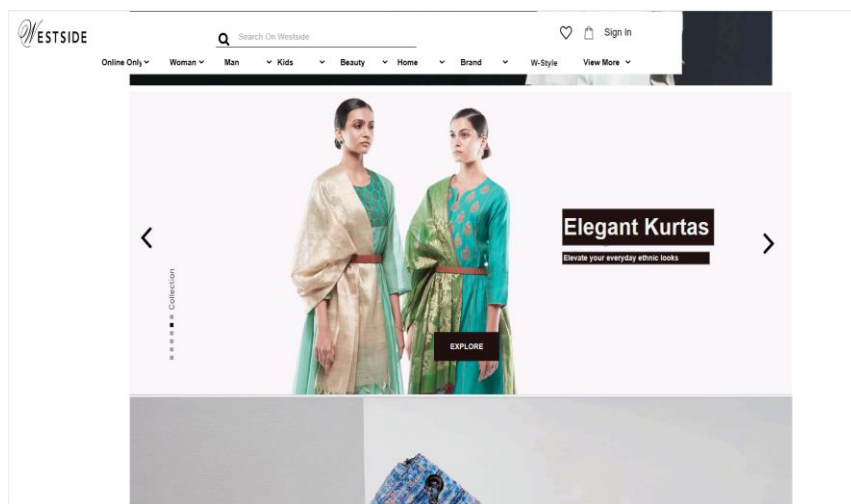 WESTSIDE
Search On Westside
Sign In
Online Only
Woman
Man
Kids
Beauty
Home
Brand
W-Style
View More
Elegant Kurtas
Elevate your everyday ethnic looks
Collection
EXPLORE